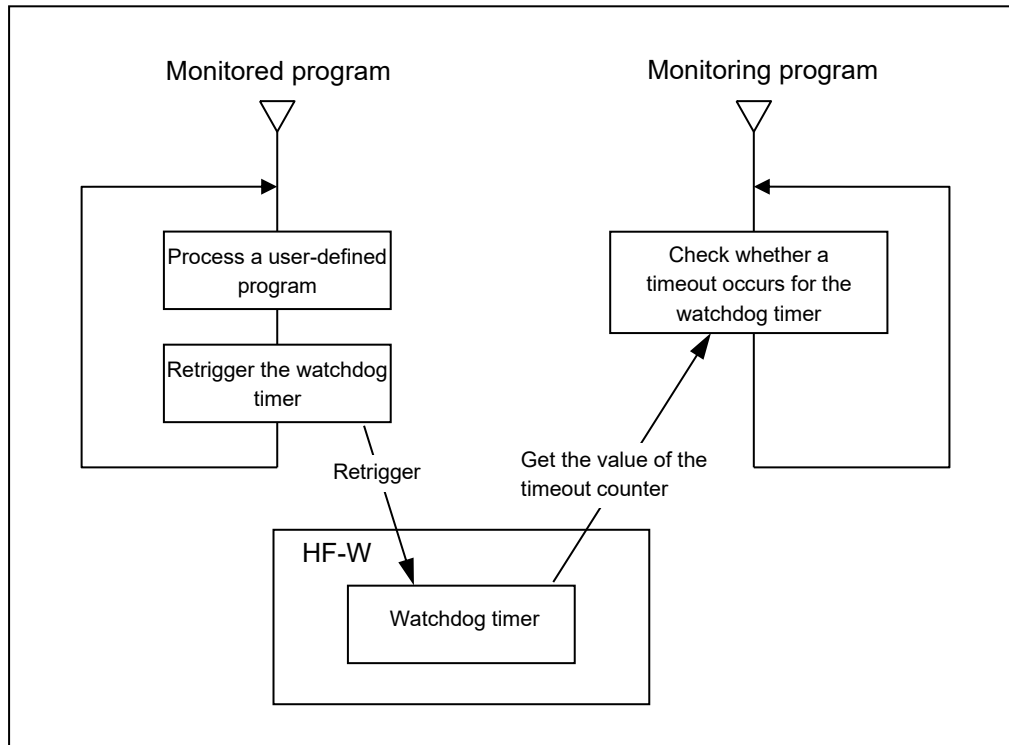 Monitored program
Monitoring program
Process a user-defined
program
Check whether a
timeout occurs for the
watchdog timer
Retrigger the watchdog
timer
Retrigger
Get the value of the
timeout counter
HF-W
Watchdog timer